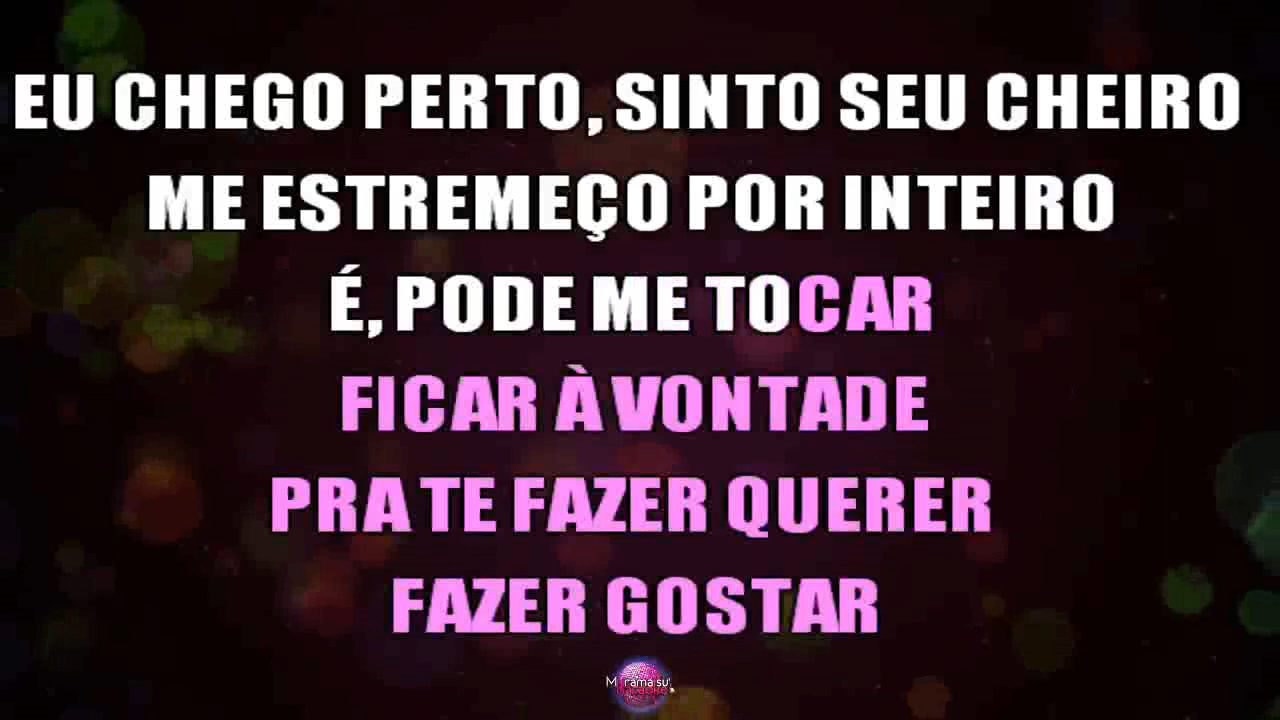 EU CHEGO PERTO, SINTO SEU CHEIRO
ME ESTREMEÇO POR INTEIRO
É, PODE ME TOCAR
FICAR À VONTADE
PRA TE FAZER QUERER
FAZER GOSTAR
KARAOKE